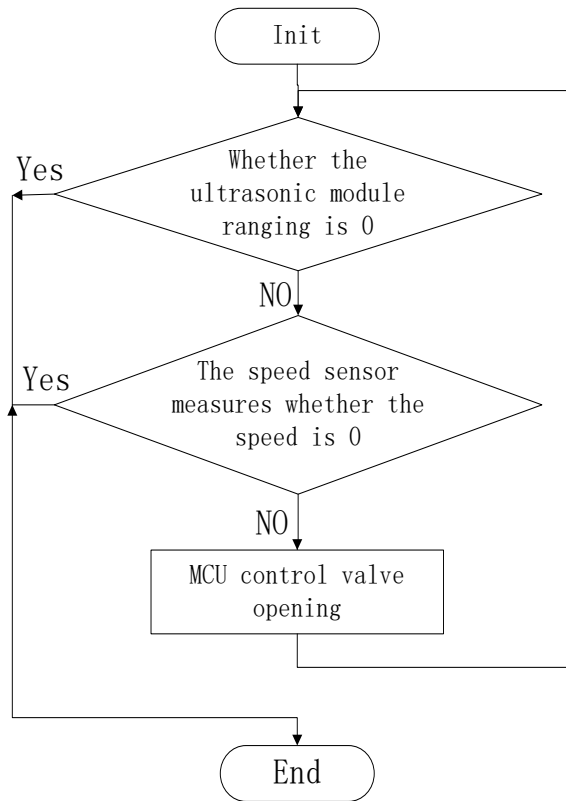 Init
Whether the
Yes
ultrasonic module
ranging is 0
NO
The speed sensor
Yes
measures whether the
speed is 0
NO
MCU control valve
opening
End